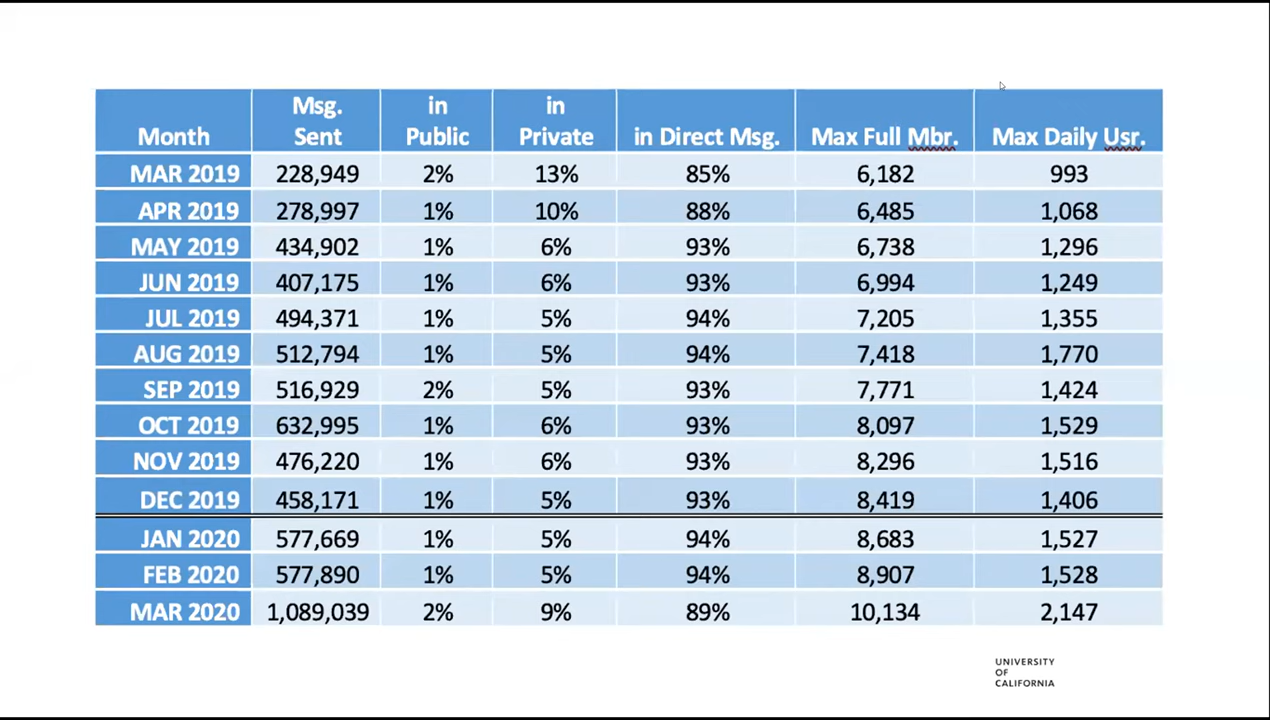 Month Msg. Sent in Public in Private in Direct Msg. Max Full Mbr. Max Daily Usr.
MAR 2019 228,949 2% 13% 85% 6,182 993
APR 2019 278,997 1% 10% 88% 6,485 1,068
MAY 2019 434,902 1% 6% 93% 6,738 1,296
JUN 2019 407,175 1% 6% 93% 6,994 1,249
JUL 2019 494,371 1% 5% 94% 7,205 1,355
AUG 2019 512,794 1% 5% 94% 7,418 1,770
SEP 2019 516,929 2% 5% 93% 7,771 1,424
OCT 2019 632,995 1% 6% 93% 8,097 1,529
NOV 2019 476,220 1% 6% 93% 8,296 1,516
DEC 2019 458,171 1% 5% 93% 8,419 1,406
JAN 2020 577,669 1% 5% 94% 8,683 1,527
FEB 2020 577,890 1% 5% 94% 8,907 1,528
MAR 2020 1,089,039 2% 9% 89% 10,134 2,147
UNIVERSITY
OF
CALIFORNIA